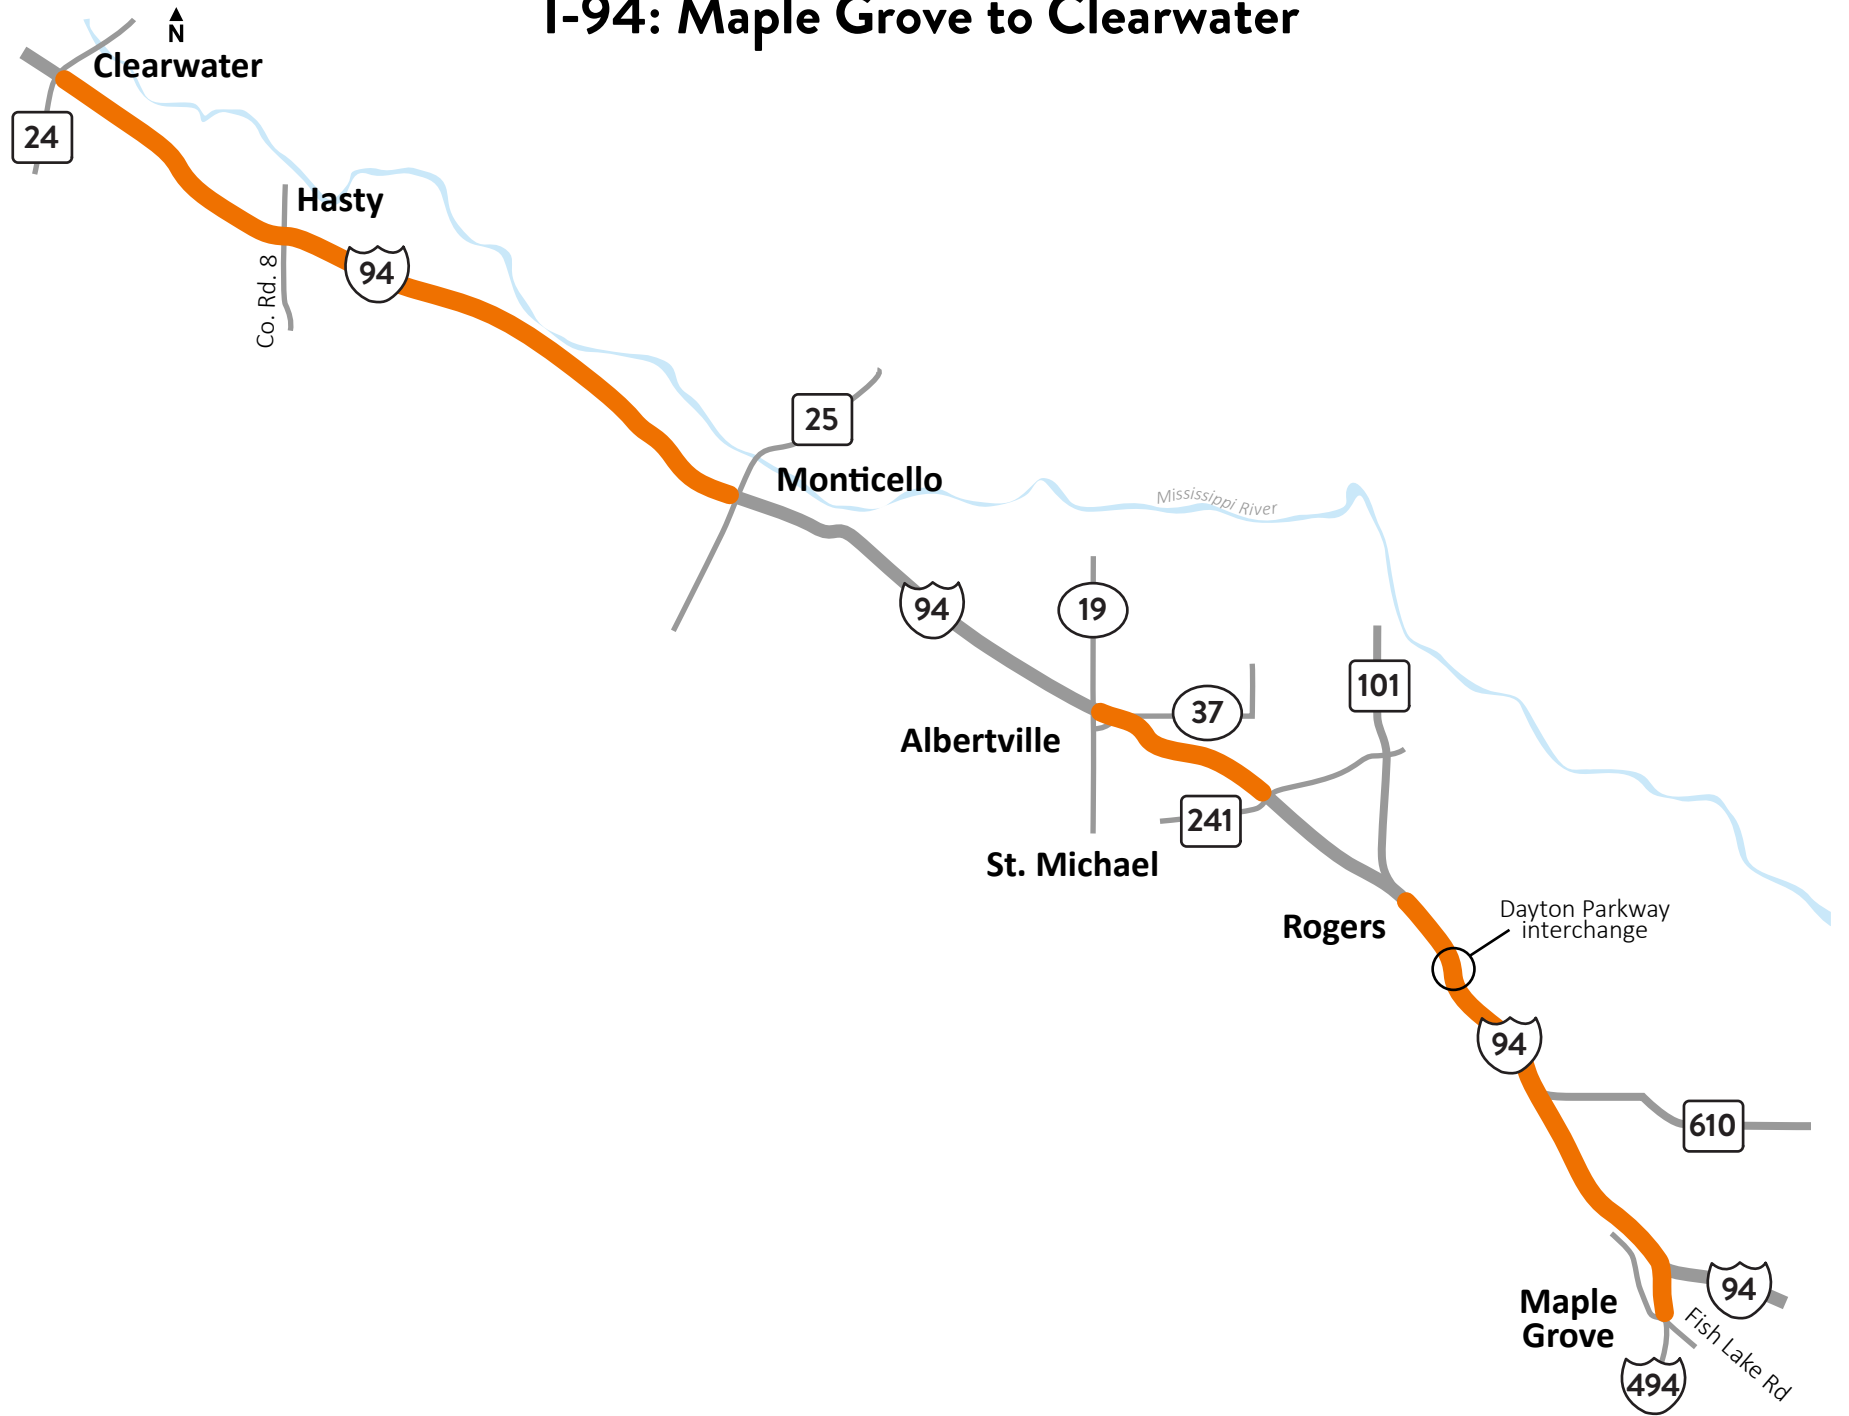 I-94: Maple Grove to Clearwater
N
Clearwater
24
Hasty
Co. Rd. 8
94
25
Monticello
Mississippi River
94
19
37
101
Albertville
241
St. Michael
Rogers
Dayton Parkway
interchange
94
610
94
Maple
Grove
Fish Lake Rd
494